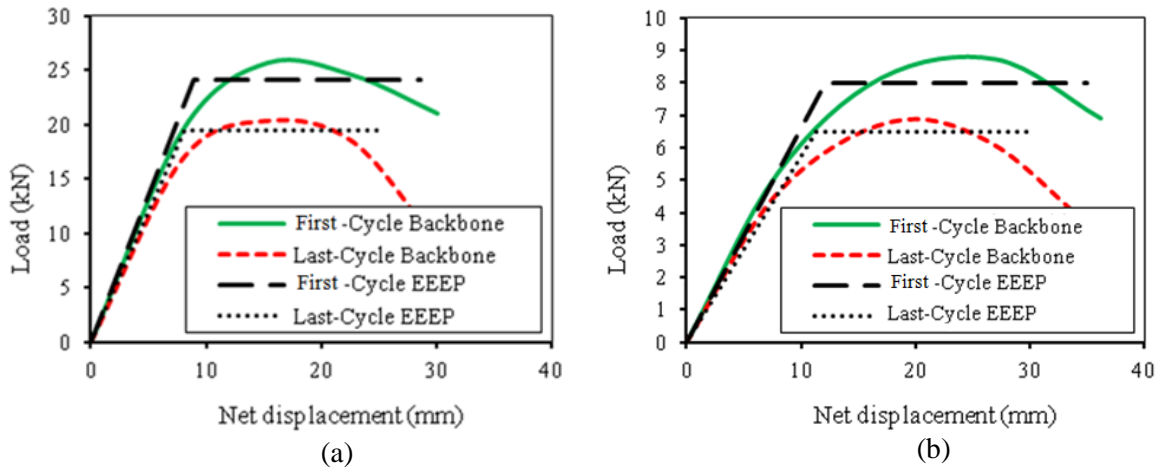 30
25
20
15
10
5
0
Load (kN)
First -Cycle Backbone
Last-Cycle Backbone
First -Cycle EEEP
Last-Cycle EEEP
0 10 20 30 40
Net displacement (mm)
(a)
10
9
8
7
6
5
4
3
2
1
0
Load (kN)
First -Cycle Backbone
Last-Cycle Backbone
First -Cycle EEEP
Last-Cycle EEEP
0 10 20 30 40
Net displacement (mm)
(b)